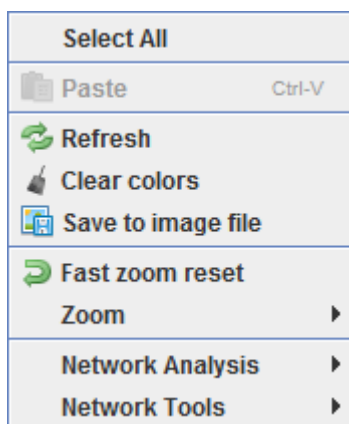 Select All
Paste Ctrl-V
Refresh
Clear colors
Save to image file
Fast zoom reset
Zoom
Network Analysis
Network Tools